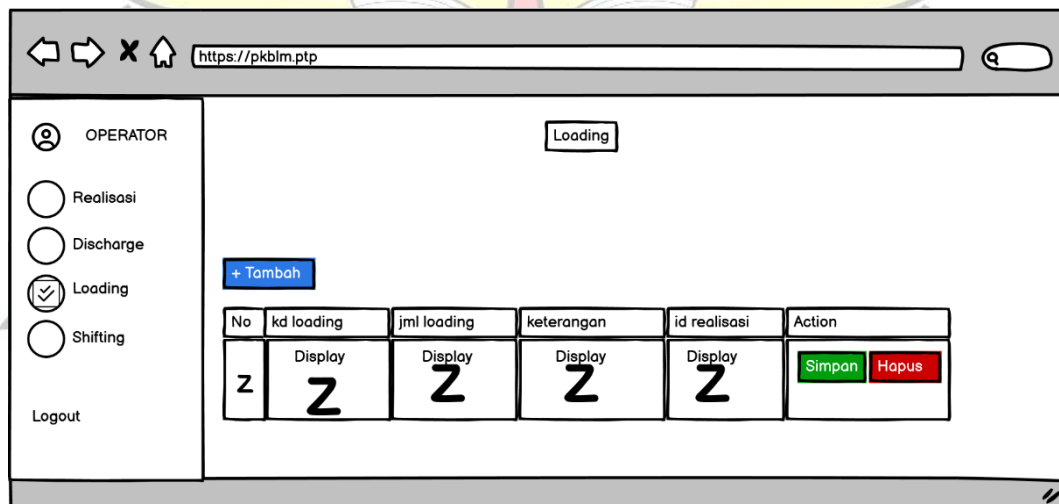 https://pkblm.ptp
OPERATOR
Realisasi
Discharge
Loading
Shifting
Logout
Loading
+ Tambah
No kd loading jml loading keterangan id realisasi Action
Z Display Z Display Z Display Z Display Z Simpan Hapus